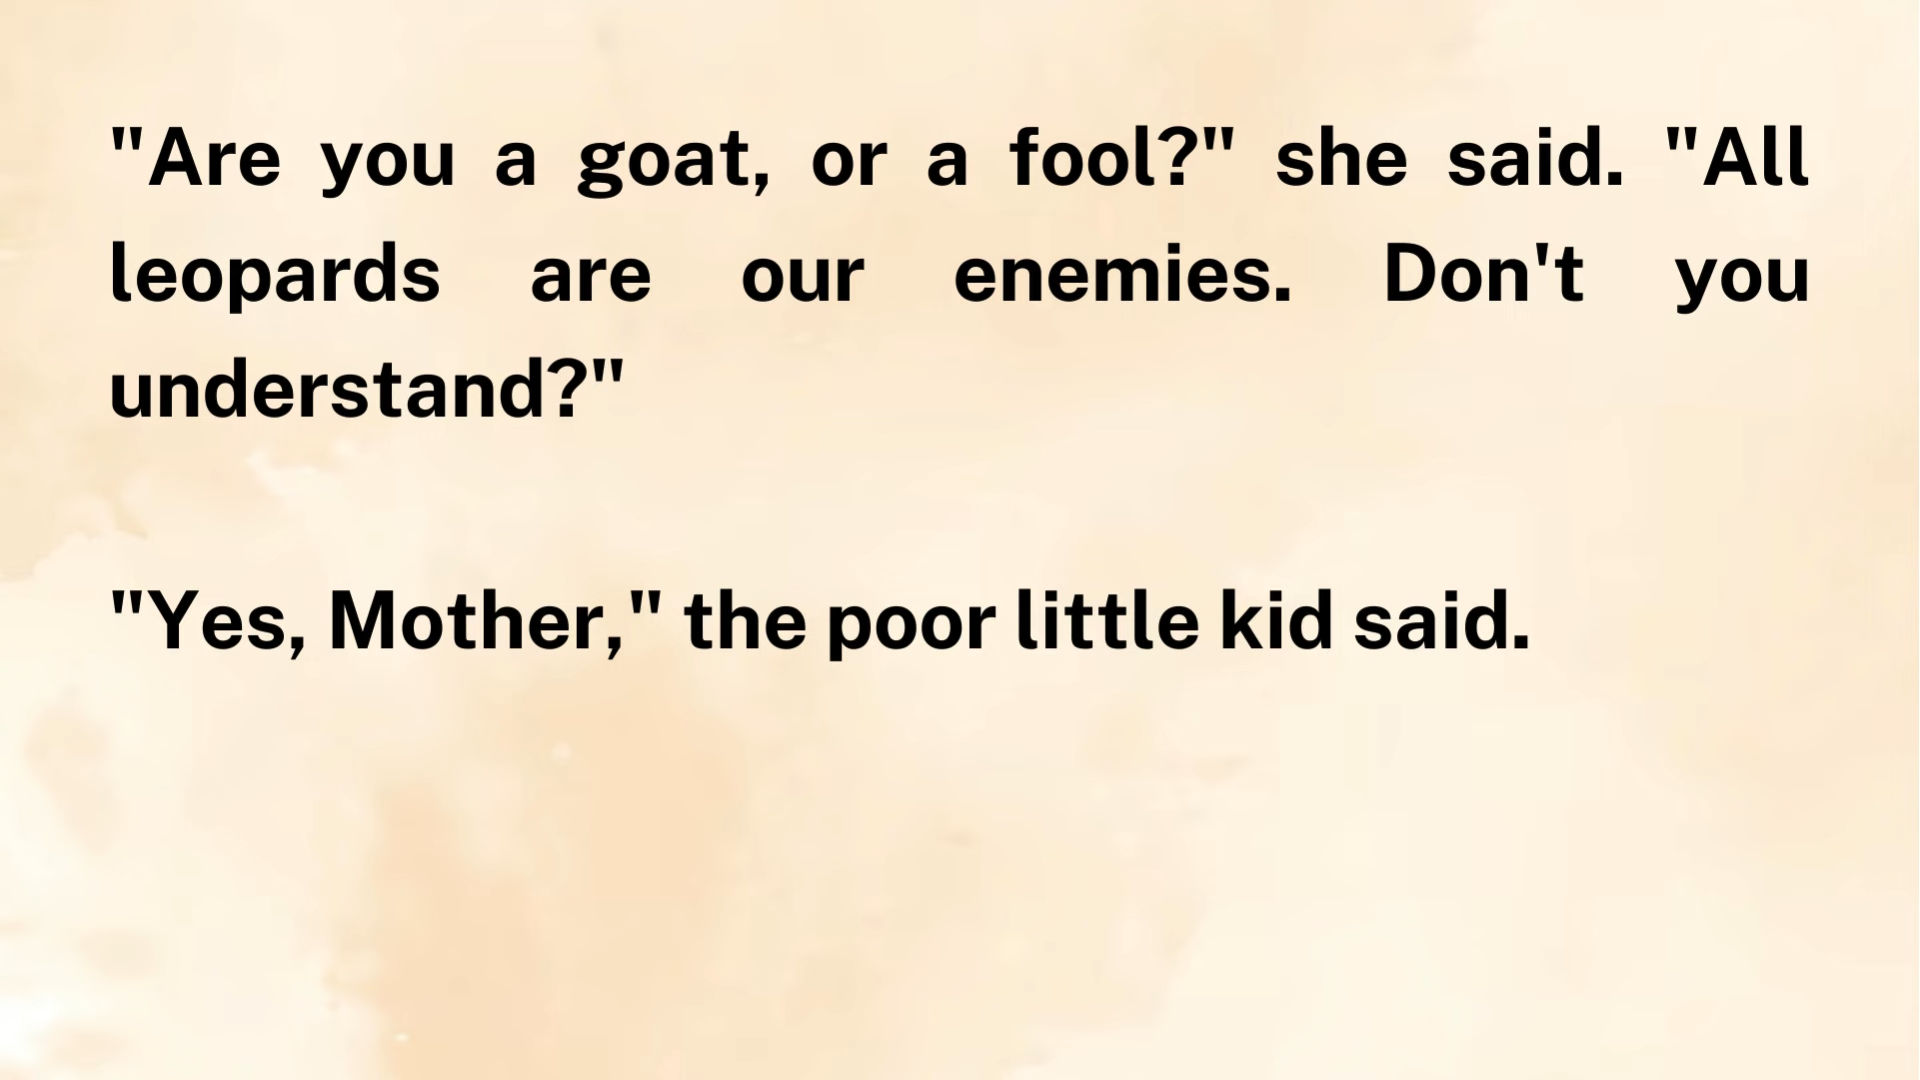 "Are you a goat, or a fool?" she said. "All
leopards are our enemies. Don't you
understand?"
"Yes, Mother," the poor little kid said.